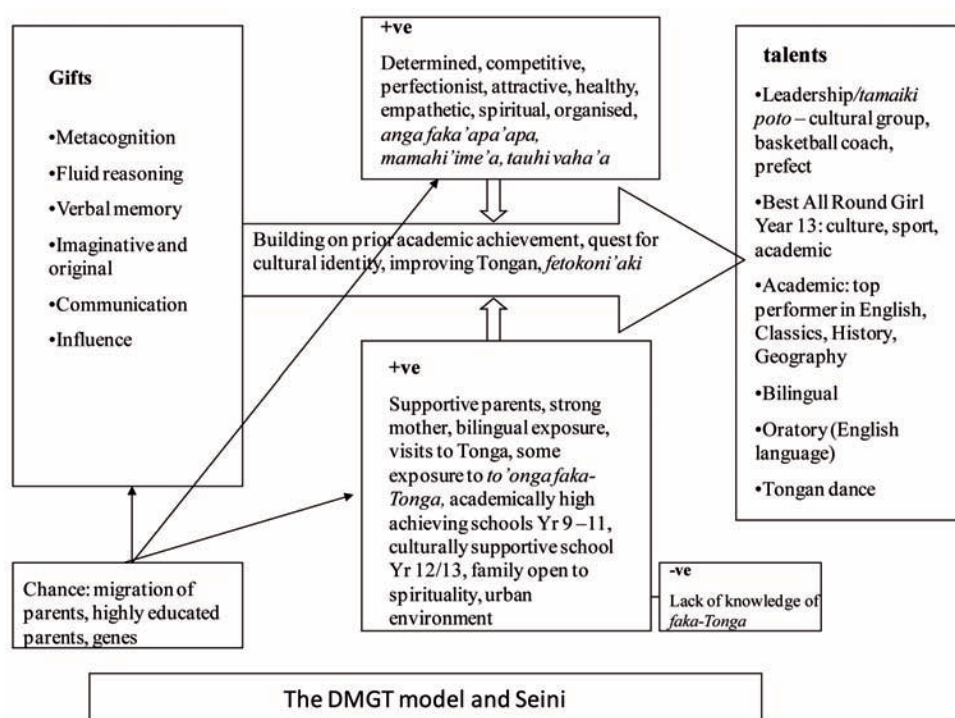 Gifts
•Metacognition
•Fluid reasoning
•Verbal memory
•Imaginative and
original
•Communication
•Influence
+ve
Determined, competitive,
perfectionist, attractive, healthy,
empathetic, spiritual, organised,
anga faka'apa'apa,
mamahi'ime'a, tauhi vaha'a
Building on prior academic achievement, quest for
cultural identity, improving Tongan, fetokoni'aki
+ve
Supportive parents, strong
mother, bilingual exposure,
visits to Tonga, some
exposure to to'onga faka-
Tonga, academically high
achieving schools Yr 9 –11,
culturally supportive school
Yr 12/13, family open to
spirituality, urban
environment
-ve
Lack of knowledge of
faka-Tonga
talents
•Leadership/tamaiki
poto – cultural group,
basketball coach,
prefect
•Best All Round Girl
Year 13: culture, sport,
academic
•Academic: top
performer in English,
Classics, History,
Geography
•Bilingual
•Oratory (English
language)
•Tongan dance
Chance: migration of
parents, highly educated
parents, genes
The DMGT model and Seini